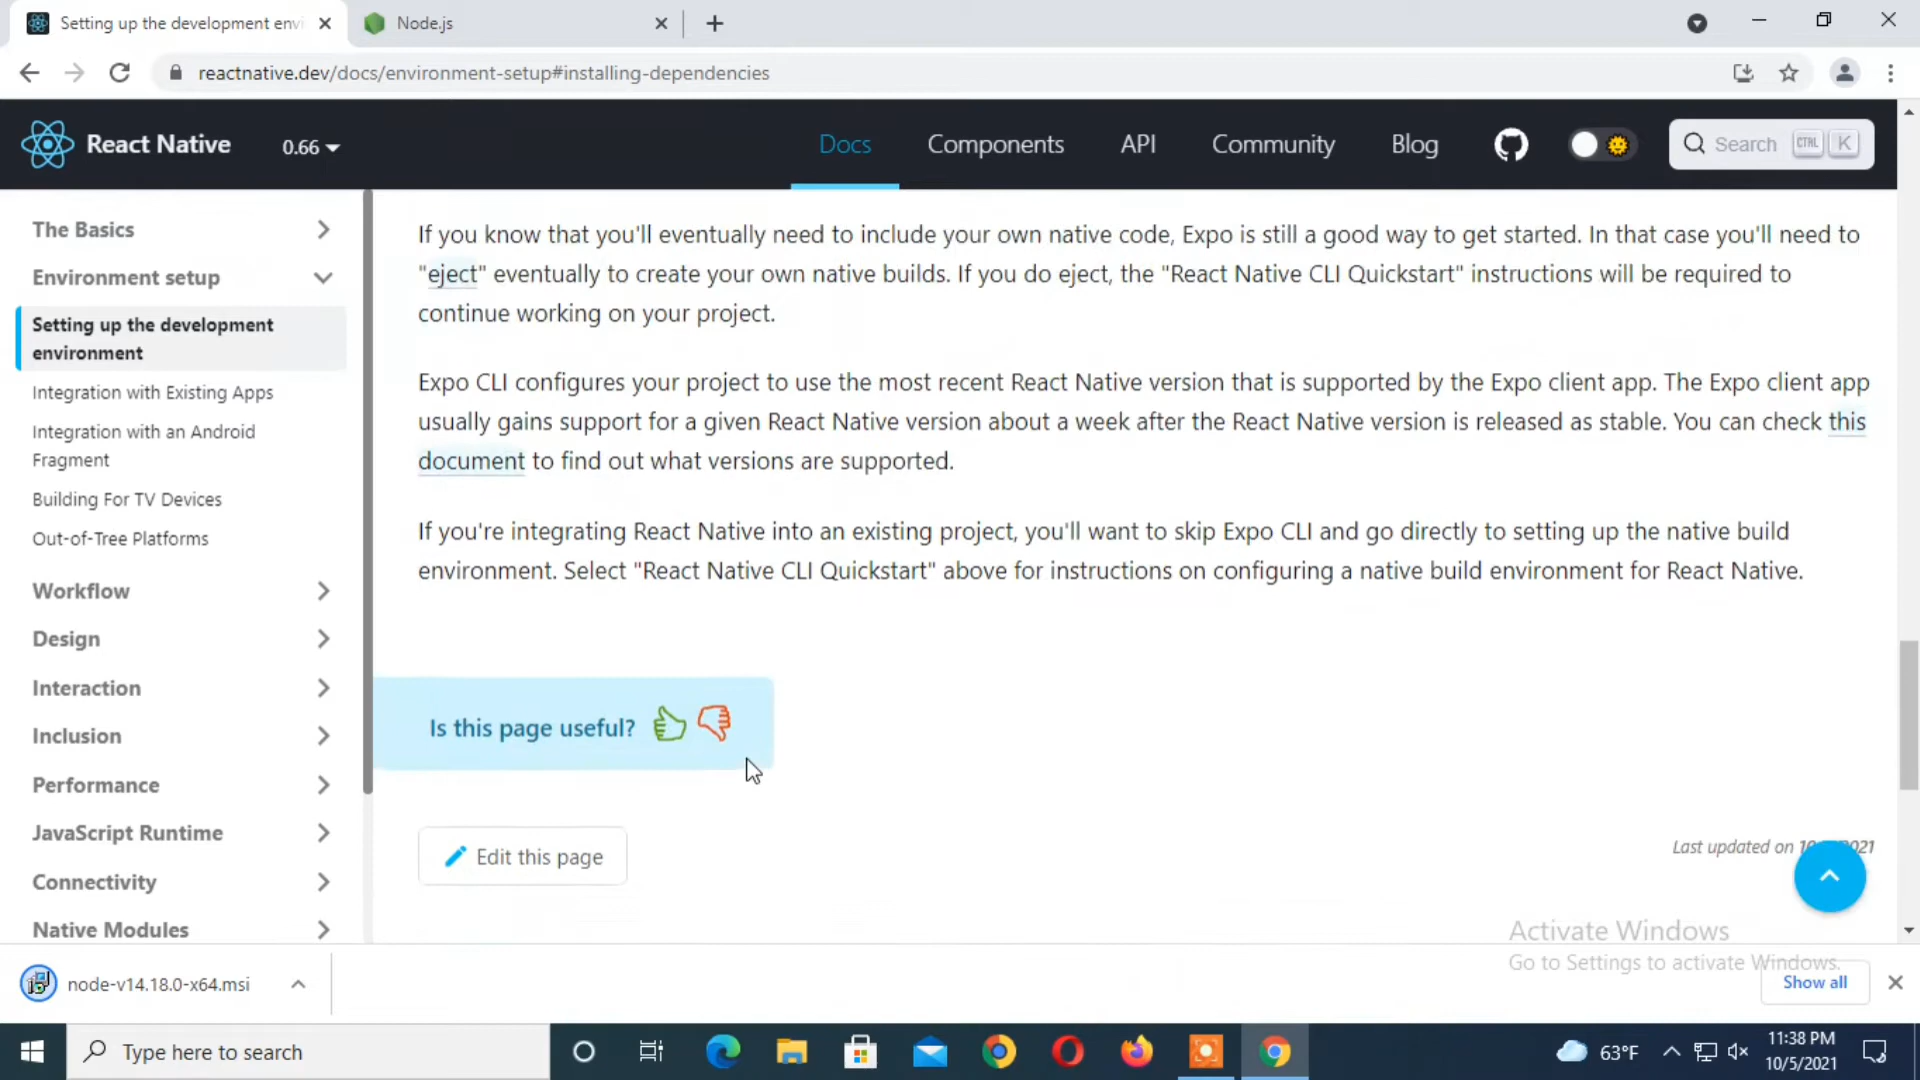 Setting up the development envi
Node.js
reactnative.dev/docs/environment-setup#installing-dependencies
React Native
0.66
Docs
Components
API
Community
Blog
Search
CTRL
K
The Basics
Environment setup
Setting up the development
environment
Integration with Existing Apps
Integration with an Android
Fragment
Building For TV Devices
Out-of-Tree Platforms
Workflow
Design
Interaction
Inclusion
Performance
JavaScript Runtime
Connectivity
Native Modules
If you know that you'll eventually need to include your own native code, Expo is still a good way to get started. In that case you'll need to
"eject" eventually to create your own native builds. If you do eject, the "React Native CLI Quickstart" instructions will be required to
continue working on your project.
Expo CLI configures your project to use the most recent React Native version that is supported by the Expo client app. The Expo client app
usually gains support for a given React Native version about a week after the React Native version is released as stable. You can check this
document to find out what versions are supported.
If you're integrating React Native into an existing project, you'll want to skip Expo CLI and go directly to setting up the native build
environment. Select "React Native CLI Quickstart" above for instructions on configuring a native build environment for React Native.
Is this page useful?
Edit this page
Last updated on
Activate Windows
Go to Settings to activate Windows.
node-v14.18.0-x64.msi
Show all
Type here to search
63°F
11:38 PM
10/5/2021